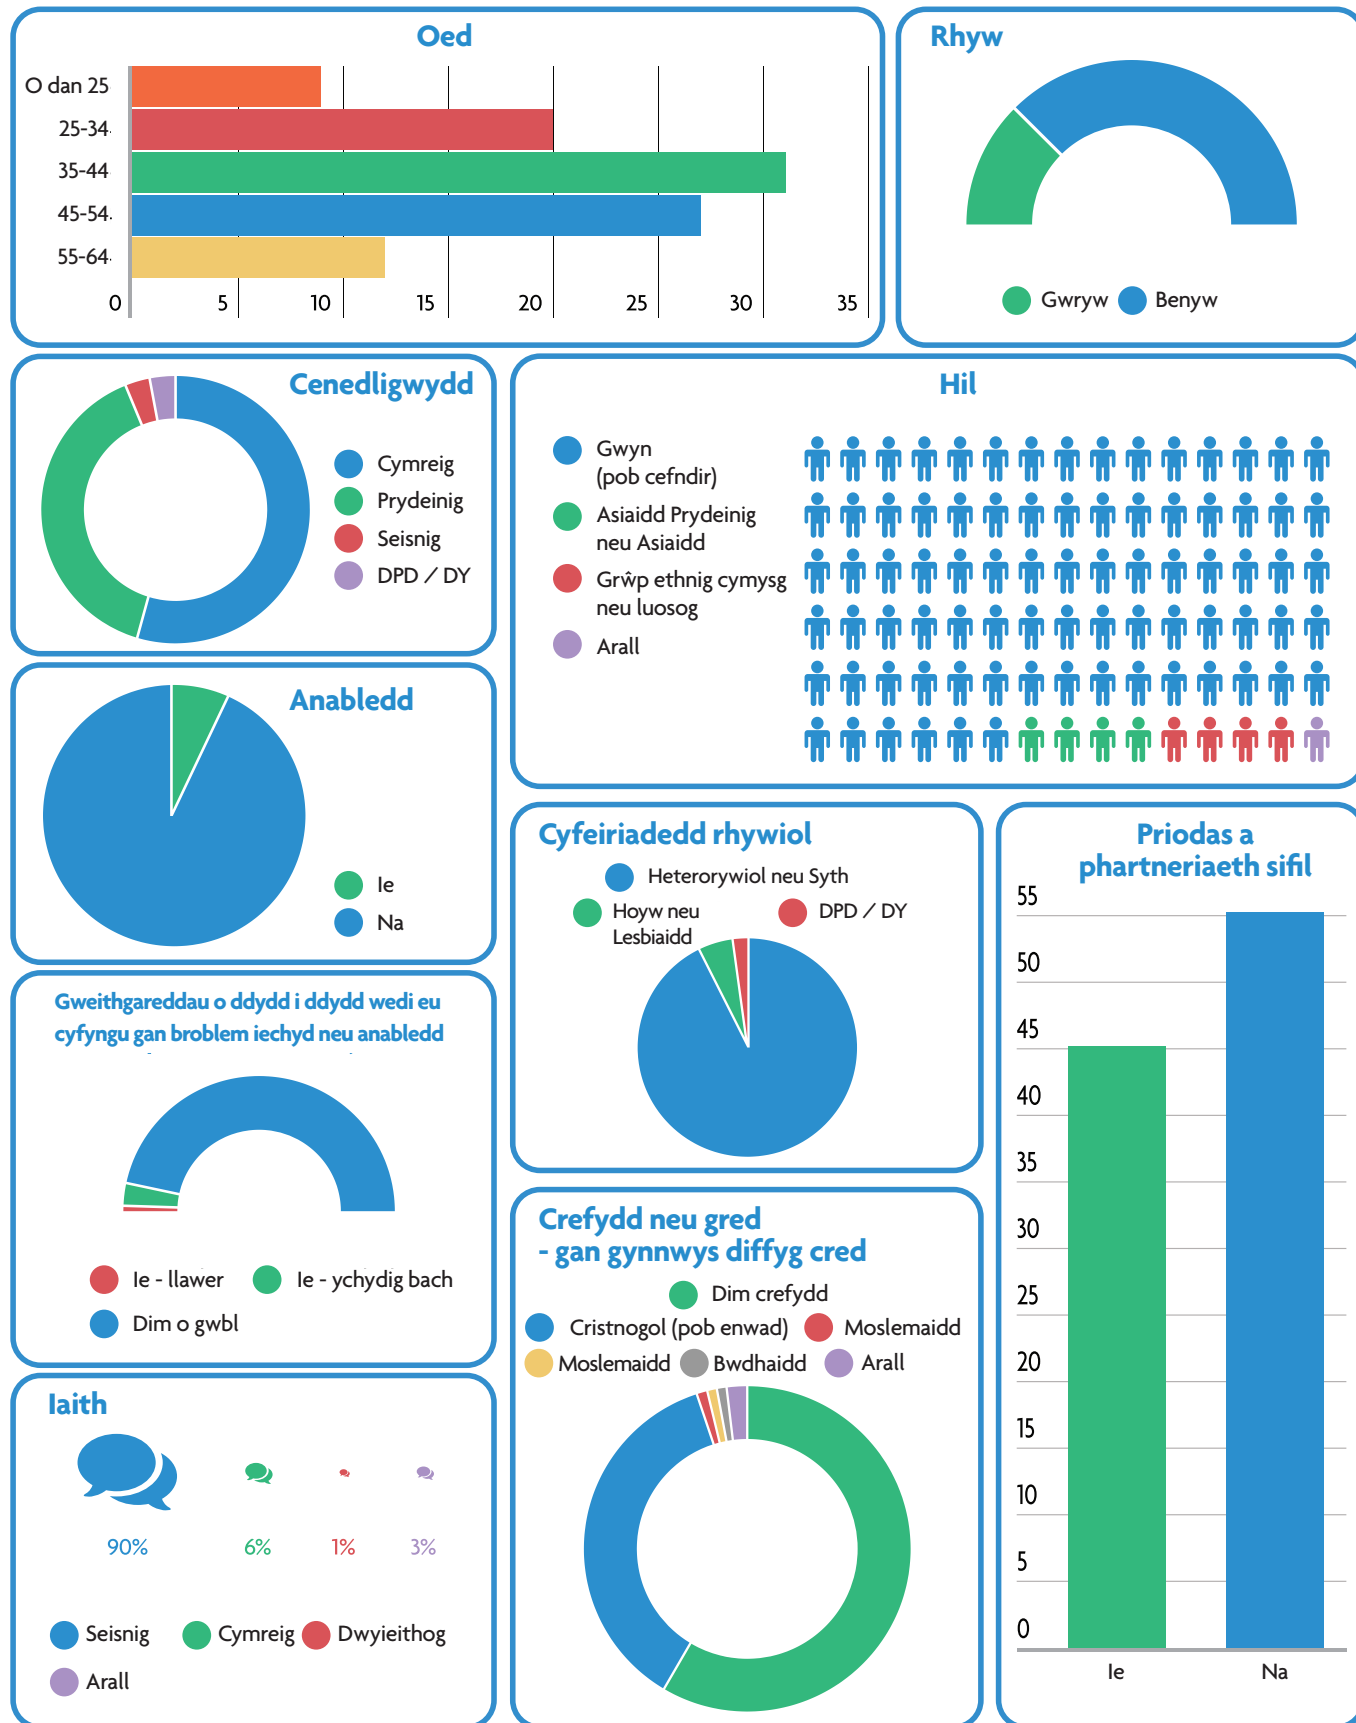 Oed
O dan 25
25-34
35-44
45-54
55-64
0 5 10 15 20 25 30 35
Rhyw
Gwryw Benyw
Cenedligwydd
Cymreig
Prydeinig
Seisnig
DPD / DY
Hil
Gwyn
(pob cefndir)
Asiaidd Prydeinig
neu Asiaidd
Grŵp ethnig cymysg
neu luosog
Arall
Anabledd
Ie
Na
Cyfeiriadedd rhywiol
Heterorywiol neu Syth
Hoyw neu
Lesbiaidd
DPD / DY
Priodas a
phartneriaeth sifil
55
50
45
40
35
30
25
20
15
10
5
0
Ie Na
Gweithgareddau o ddydd i ddydd wedi eu
cyfyngu gan broblem iechyd neu anabledd
Ie - llawer Ie - ychydig bach
Dim o gwbl
Crefydd neu gred
- gan gynnwys diffyg cred
Dim crefydd
Cristnogol (pob enwad) Moslemaidd
Moslemaidd Bwdhaidd Arall
Iaith
90% 6% 1% 3%
Seisnig Cymreig Dwyieithog
Arall